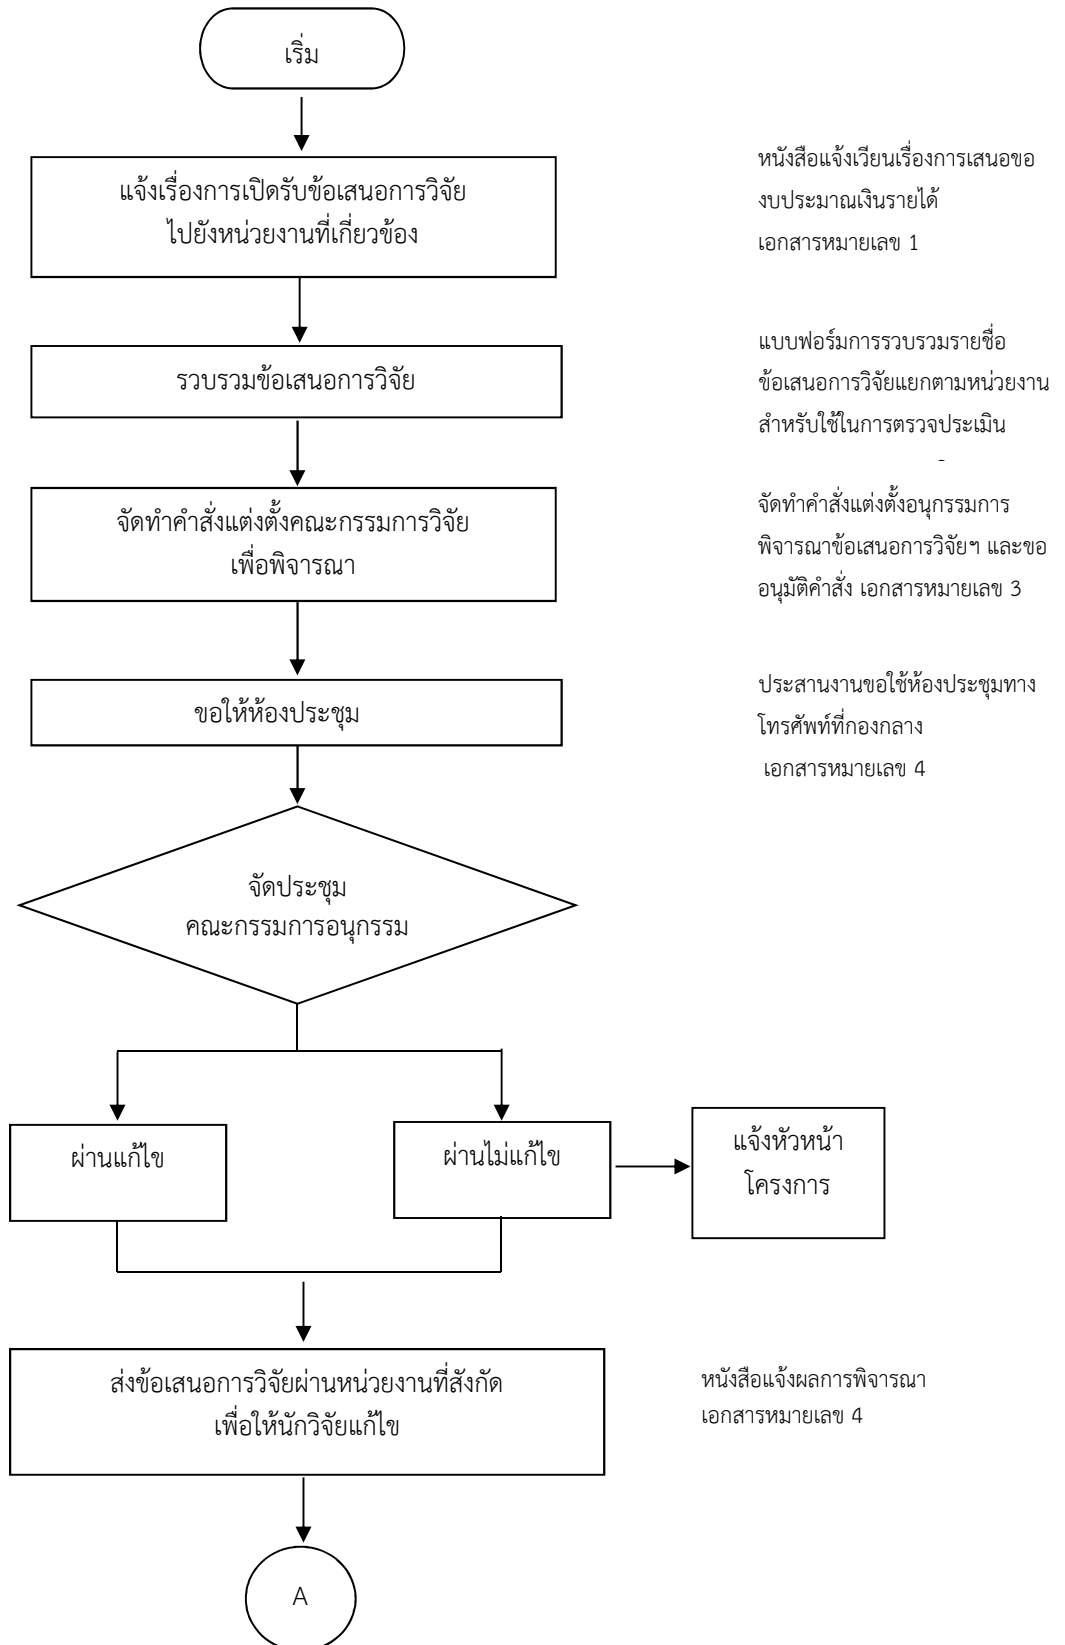 เริ่ม
แจ้งเรื่องการเปิดรับข้อเสนอการวิจัย
ไปยังหน่วยงานที่เกี่ยวข้อง
หนังสือแจ้งเวียนเรื่องการเสนอขอ
งบประมาณเงินรายได้
เอกสารหมายเลข 1
รวบรวมข้อเสนอการวิจัย
แบบฟอร์มการรวบรวมรายชื่อ
ข้อเสนอการวิจัยแยกตามหน่วยงาน
สำหรับใช้ในการตรวจประเมิน
จัดทำคำสั่งแต่งตั้งคณะกรรมการวิจัย
เพื่อพิจารณา
จัดทำคำสั่งแต่งตั้งอนุกรรมการ
พิจารณาข้อเสนอการวิจัยฯ และขอ
อนุมัติคำสั่ง เอกสารหมายเลข 3
ขอให้ห้องประชุม
ประสานงานขอใช้ห้องประชุมทาง
โทรศัพท์ที่กองกลาง
เอกสารหมายเลข 4
จัดประชุม
คณะกรรมการอนุกรรม
ผ่านแก้ไข
ผ่านไม่แก้ไข
แจ้งหัวหน้า
โครงการ
ส่งข้อเสนอการวิจัยผ่านหน่วยงานที่สังกัด
เพื่อให้นักวิจัยแก้ไข
หนังสือแจ้งผลการพิจารณา
เอกสารหมายเลข 4
A